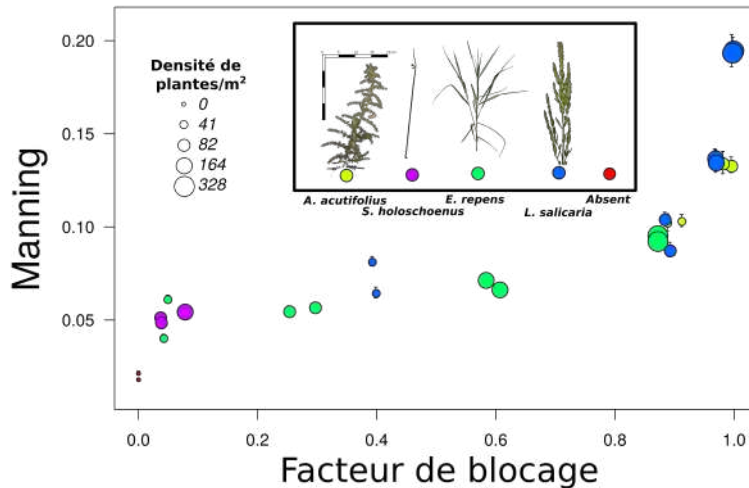 0.20
0.15
0.10
0.05
Manning
Densité de
plantes/m²
0
41
82
164
328
A. acutifolius
S. holoschoenus
E. repens
L. salicaria
Absent
0.0 0.2 0.4 0.6 0.8 1.0
Facteur de blocage